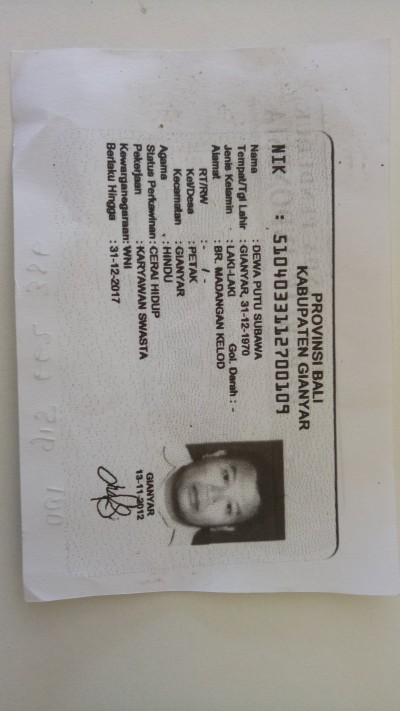 PROVINSI BALI
KABUPATEN GIANYAR
NIK : 5104033112700109
Nama : DEWA PUTU SUBAWA
Tempat/Tgl Lahir : GIANYAR, 31-12-1970
Jenis Kelamin : LAKI-LAKI Gol. Darah : -
Alamat : BR. MADANGAN KELOD
RT/RW : - / -
Kel/Desa : PETAK
Kecamatan : GIANYAR
Agama : HINDU
Status Perkawinan : CERAI HIDUP
Pekerjaan : KARYAWAN SWASTA
Kewarganegaraan: WNI
Berlaku Hingga : 31-12-2017
GIANYAR
13-11-2012